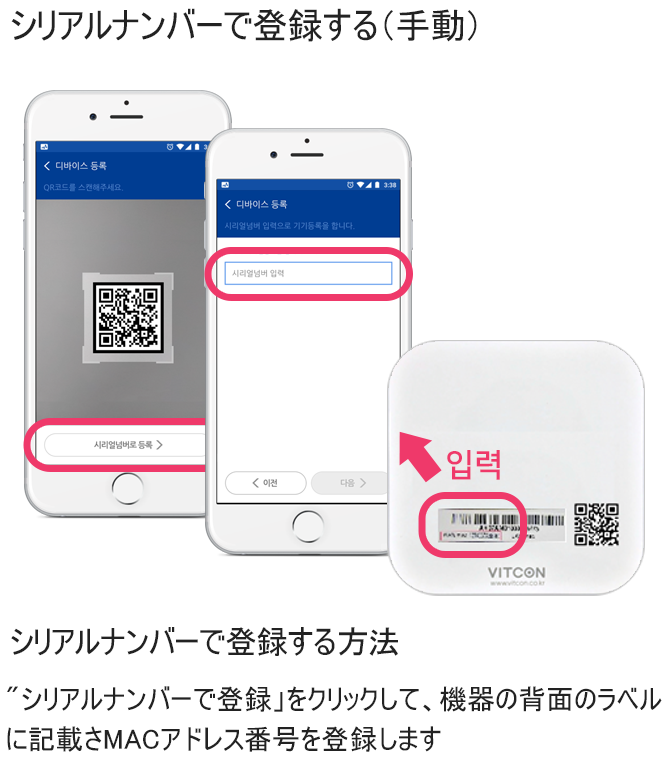 シリアルナンバーで登録する(手動)
디바이스 등록
QR코드를 스캔해주세요.
시리얼넘버로 등록 >
3:38
디바이스 등록
시리얼넘버 입력으로 기기등록을 합니다.
시리얼넘버 입력
< 이전
다음 >
입력
VITCON
www.vitcon.co.kr
シリアルナンバーで登録する方法
"シリアルナンバーで登録」をクリックして、機器の背面のラベル
に記載さMACアドレス番号を登録します